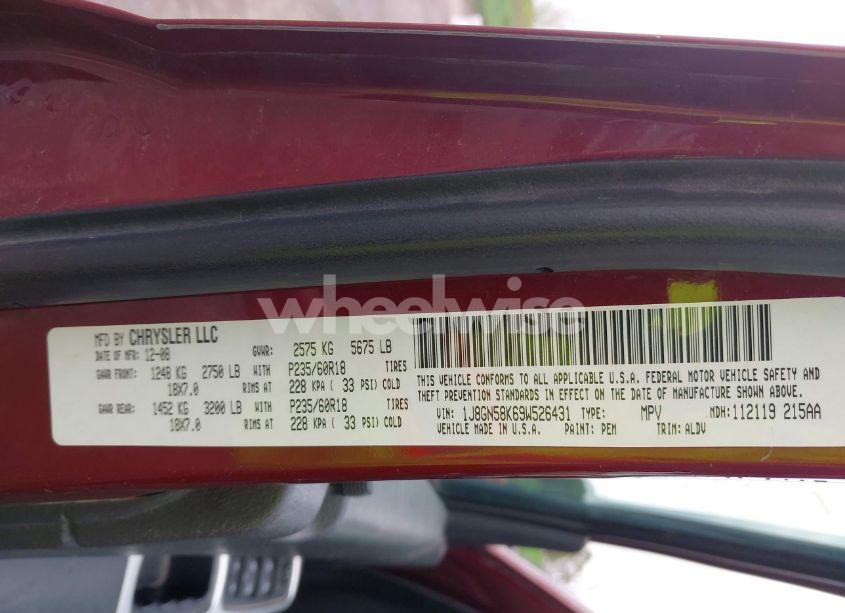 wheelwise
MFD BY CHRYSLER LLC
DATE OF MFR: 12-08 GVWR: 2575 KG 5675 LB
GAWR FRONT: 1248 KG 2750 LB WITH P235/60R18 TIRES
18X7.0 RIMS AT 228 KPA ( 33 PSI) COLD
GAWR REAR: 1452 KG 3200 LB WITH P235/60R18 TIRES
18X7.0 RIMS AT 228 KPA ( 33 PSI) COLD
THIS VEHICLE CONFORMS TO ALL APPLICABLE U.S.A. FEDERAL MOTOR VEHICLE SAFETY AND
THEFT PREVENTION STANDARDS IN EFFECT ON THE DATE OF MANUFACTURE SHOWN ABOVE.
VIN: 1J8GN58K69W526431 TYPE: MPV MDH: 112119 215AA
VEHICLE MADE IN U.S.A. PAINT: PEM TRIM: ALDV